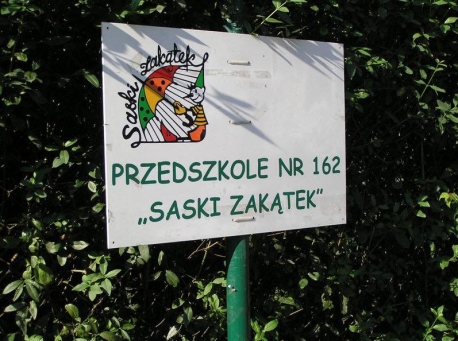 Saski Zakątek
PRZEDSZKOLE NR 162
„SASKI ZAKĄTEK”